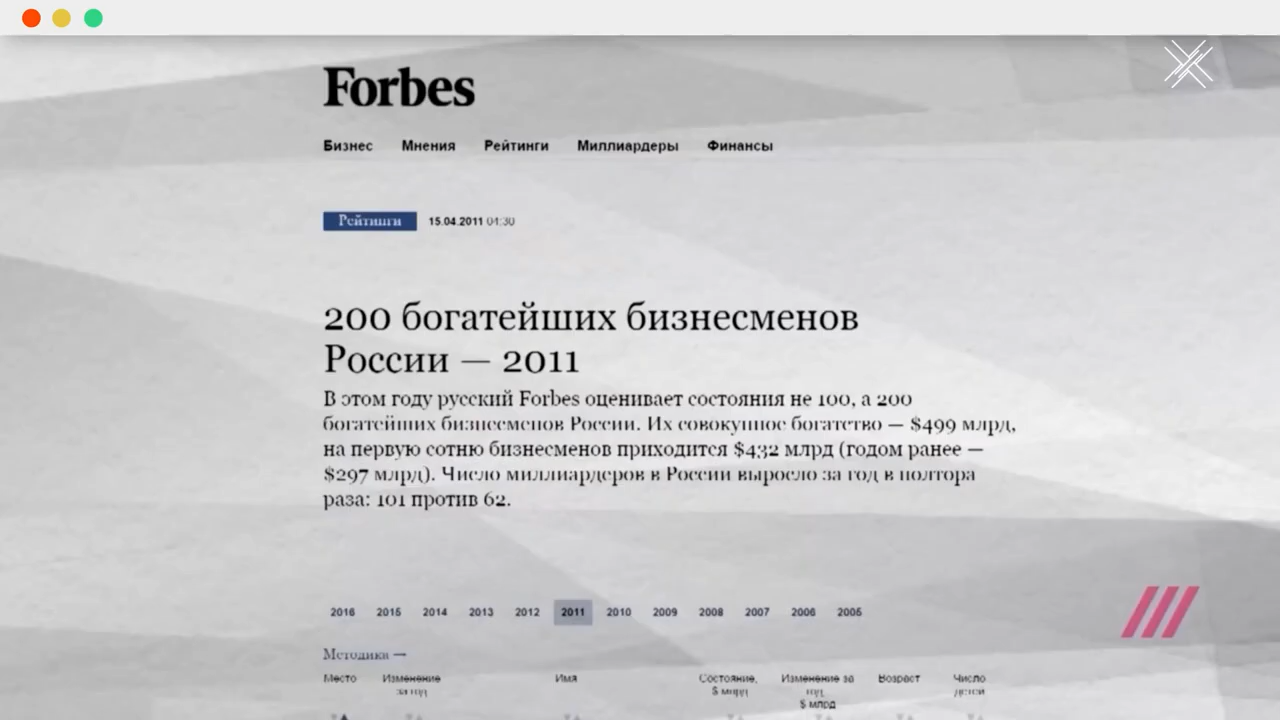 Forbes
Бизнес Мнения Рейтинги Миллиардеры Финансы
Рейтинги 15.04.2011 04:30
200 богатейших бизнесменов
России — 2011
В этом году русский Forbes оценивает состояния не 100, а 200
богатейших бизнесменов России. Их совокупное богатство — $499 млрд,
на первую сотню бизнесменов приходится $432 млрд (годом ранее —
$297 млрд). Число миллиардеров в России выросло за год в полтора
раза: 101 против 62.
2016 2015 2014 2013 2012 2011 2010 2009 2008 2007 2006 2005
Методика —
Место Изменение Имя Состояние, Изменение за Возраст Число
за год $ млрд год, детей
$ млрд